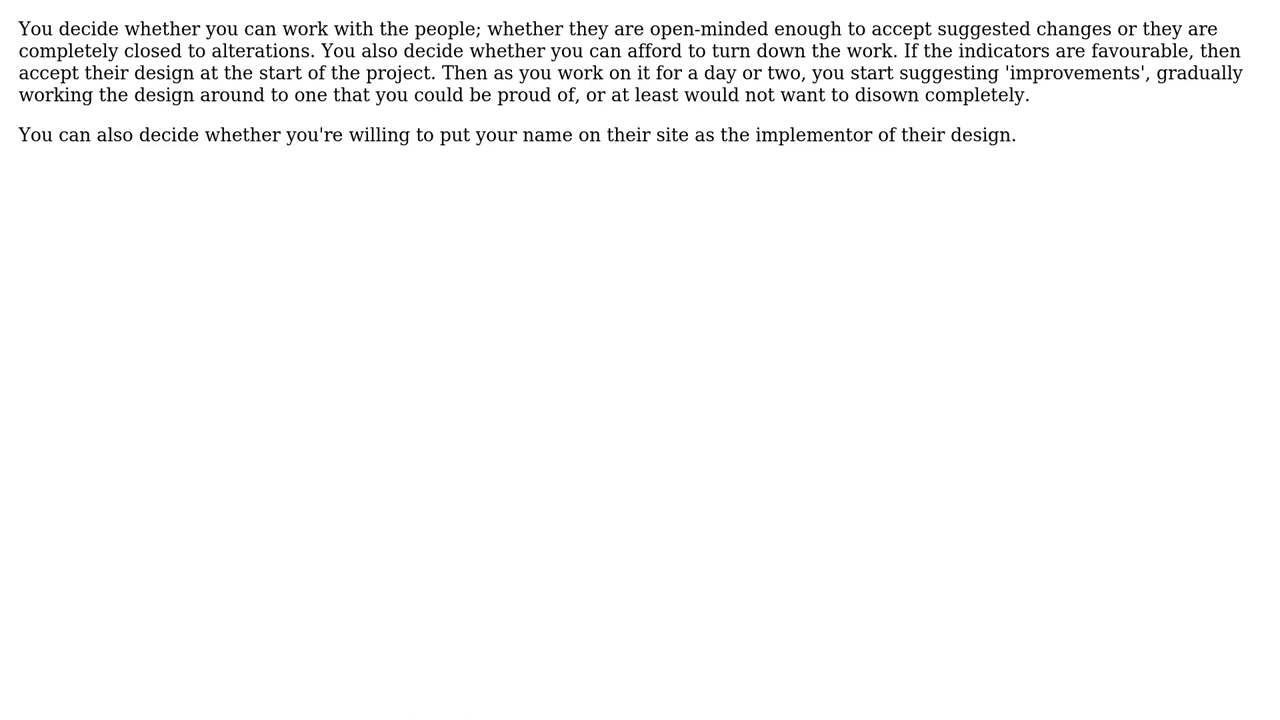 You decide whether you can work with the people; whether they are open-minded enough to accept suggested changes or they are
completely closed to alterations. You also decide whether you can afford to turn down the work. If the indicators are favourable, then
accept their design at the start of the project. Then as you work on it for a day or two, you start suggesting 'improvements', gradually
working the design around to one that you could be proud of, or at least would not want to disown completely.
You can also decide whether you're willing to put your name on their site as the implementor of their design.